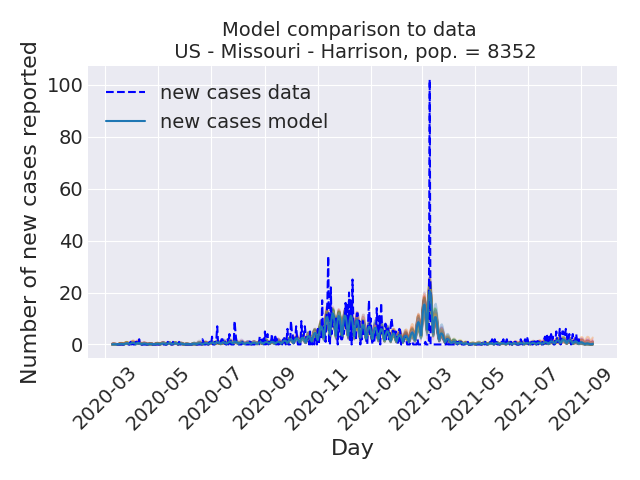 Model comparison to data
US - Missouri - Harrison, pop. = 8352
Number of new cases reported
100
80
60
40
20
0
new cases data
new cases model
2020-03
2020-05
2020-07
2020-09
2020-11
2021-01
2021-03
2021-05
2021-07
2021-09
Day